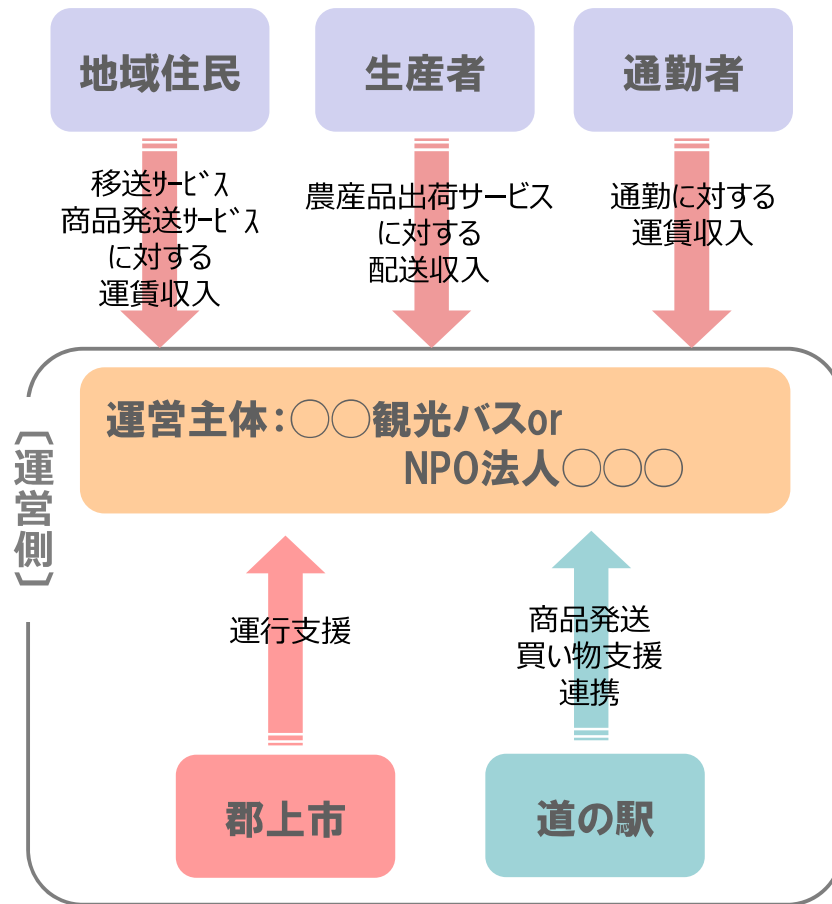 地域住民
生産者
通勤者
移送ｻｰﾋﾞｽ
商品発送ｻｰﾋﾞｽ
に対する
運賃収入
農産品出荷サービス
に対する
配送収入
通勤に対する
運賃収入
〔運営側〕
運営主体：◯◯観光バスor
NPO法人◯◯◯
運行支援
商品発送
買い物支援
連携
郡上市
道の駅